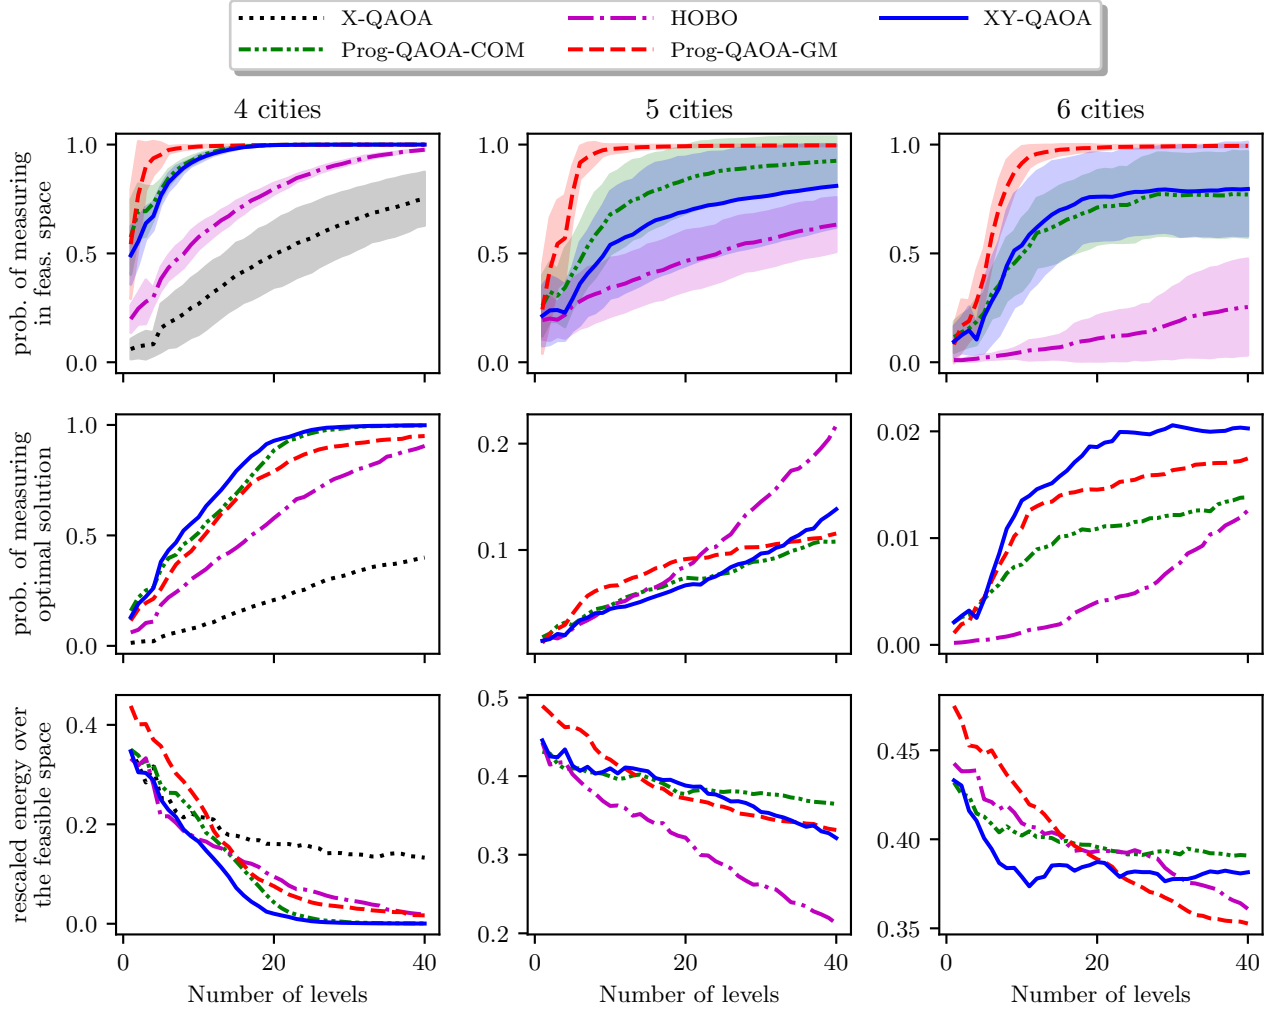 X-QAOA
HOBO
XY-QAOA
Prog-QAOA-COM
Prog-QAOA-GM
4 cities
5 cities
6 cities
prob. of measuring
in feas. space
1.0
0.5
0.0
1.0
0.5
0.0
1.0
0.5
0.0
prob. of measuring
optimal solution
1.0
0.5
0.0
0.2
0.1
0.02
0.01
0.00
rescaled energy over
the feasible space
0.4
0.2
0.0
0.5
0.4
0.3
0.2
0.45
0.40
0.35
0
20
40
0
20
40
0
20
40
Number of levels
Number of levels
Number of levels